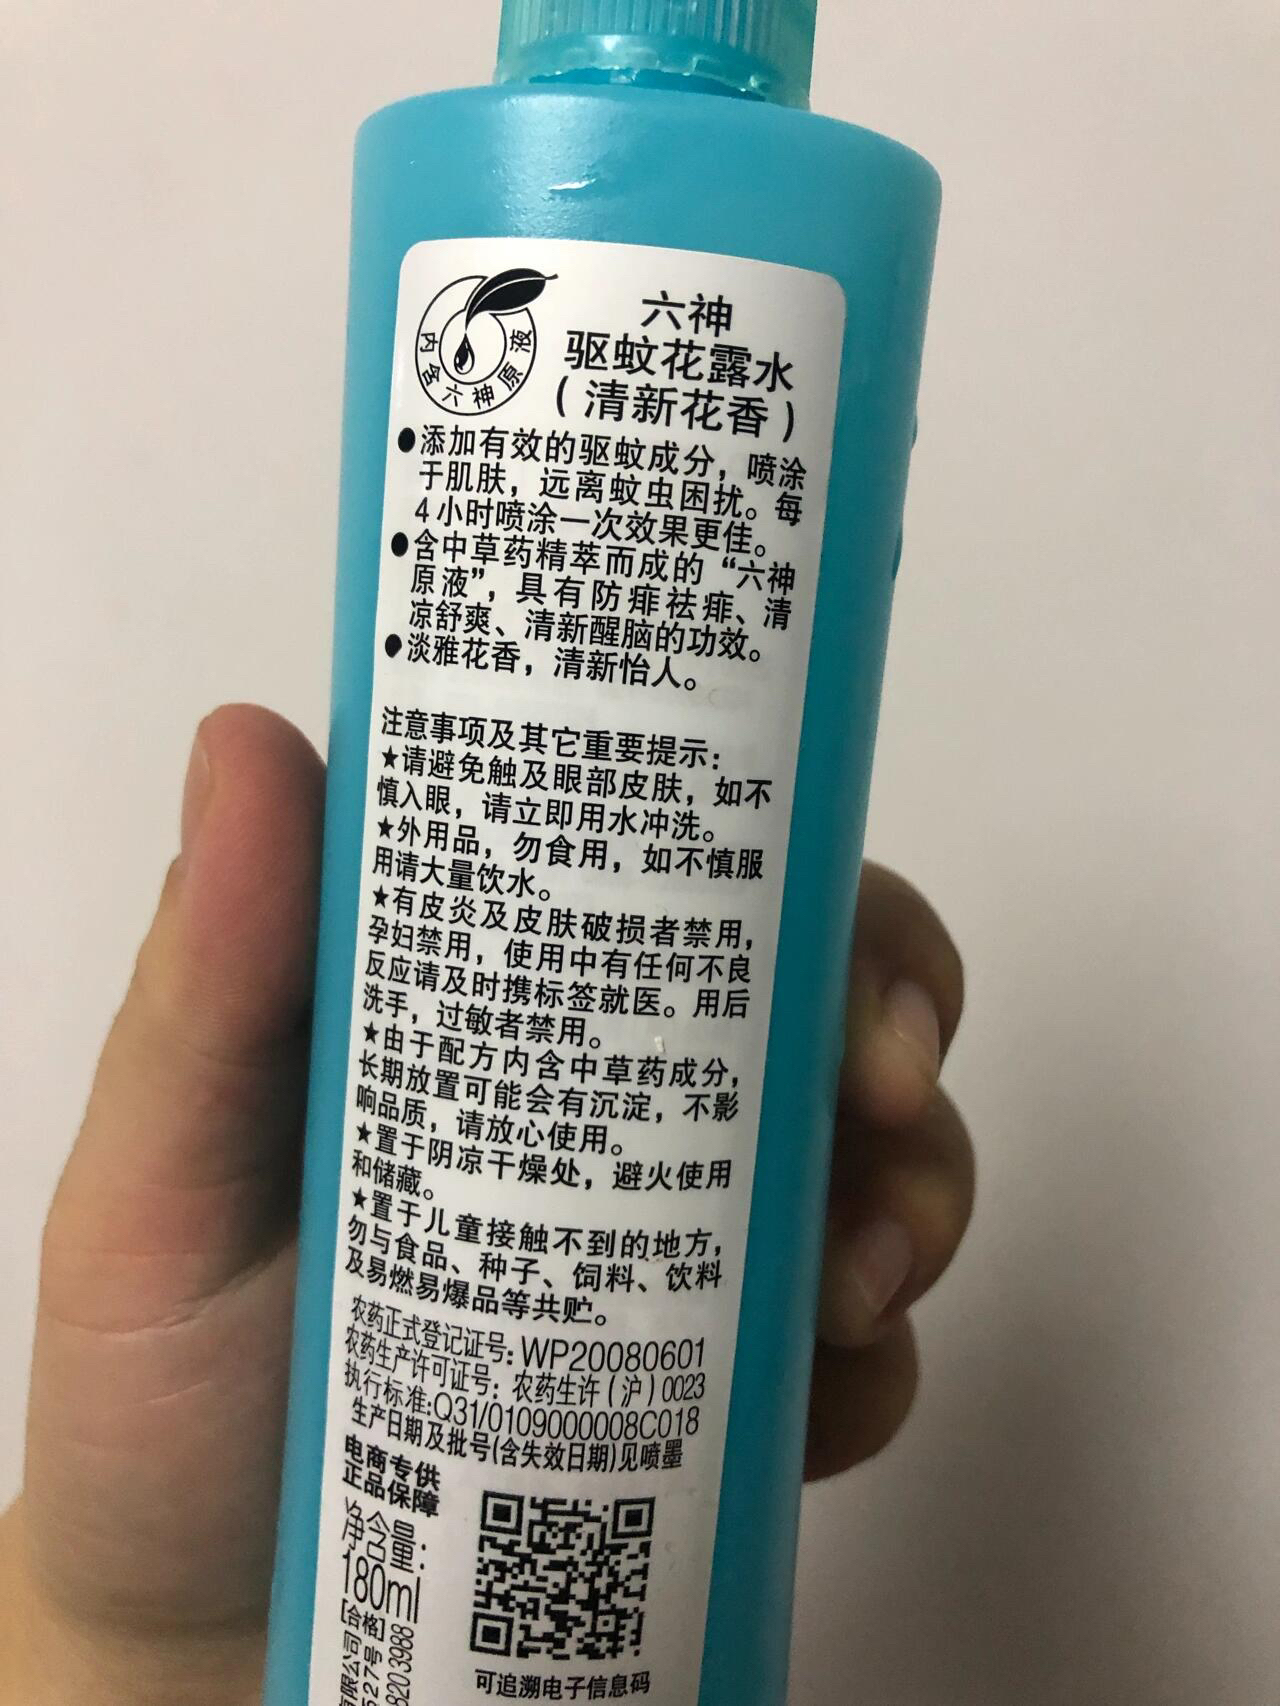 内含六神原液
六神
驱蚊花露水
（清新花香）
●添加有效的驱蚊成分，喷涂
于肌肤，远离蚊虫困扰。每
4小时喷涂一次效果更佳。
●含中草药精萃而成的“六神
原液”，具有防痱祛痱、清
凉舒爽、清新醒脑的功效。
●淡雅花香，清新怡人。
注意事项及其它重要提示：
★请避免触及眼部皮肤，如不
慎入眼，请立即用水冲洗。
★外用品，勿食用，如不慎服
用请大量饮水。
★有皮炎及皮肤破损者禁用，
孕妇禁用，使用中有任何不良
反应请及时携标签就医。用后
洗手，过敏者禁用。
★由于配方内含中草药成分，
长期放置可能会有沉淀，不影
响品质，请放心使用。
★置于阴凉干燥处，避火使用
和储藏。
★置于儿童接触不到的地方，
勿与食品、种子、饲料、饮料
及易燃易爆品等共贮。
农药正式登记证号：WP20080601
农药生产许可证号：农药生许（沪）0023
执行标准：Q31/0109000008C018
生产日期及批号(含失效日期)见喷墨
电商专供
正品保障
净含量：
180ml
[合格]
可追溯电子信息码
有限公司
527号
8203988